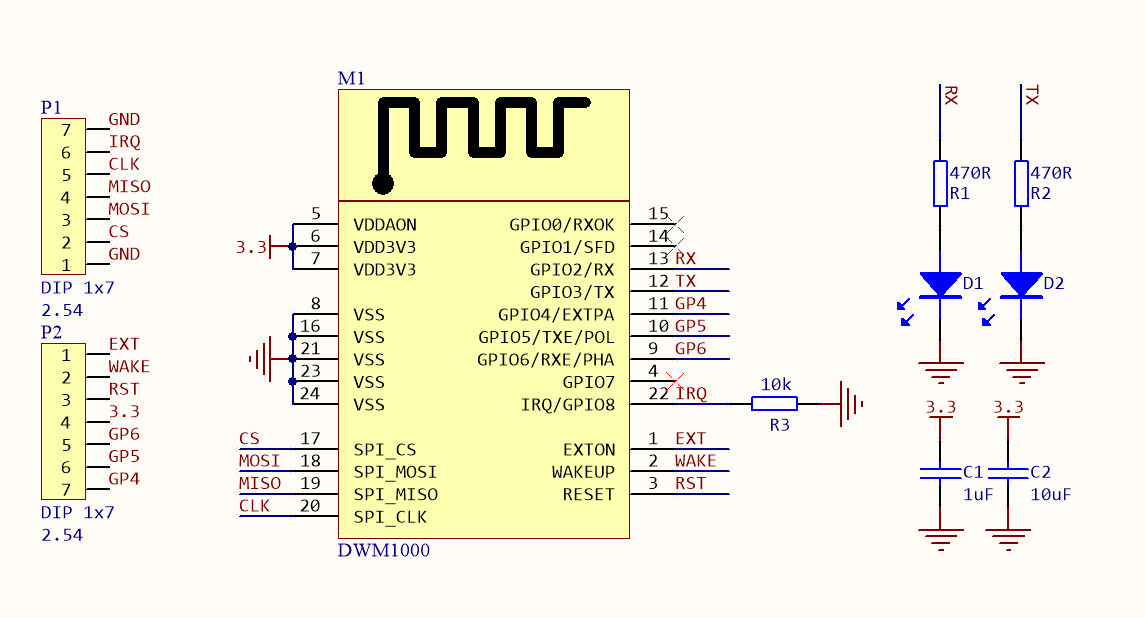 P1
7 GND
6 IRQ
5 CLK
4 MISO
3 MOSI
2 CS
1 GND
DIP 1x7
2.54
P2
1 EXT
2 WAKE
3 RST
4 3.3
5 GP6
6 GP5
7 GP4
DIP 1x7
2.54
M1
3.3
5 VDDAON
6 VDD3V3
7 VDD3V3
8 VSS
16 VSS
21 VSS
23 VSS
24 VSS
CS 17 SPI_CS
MOSI 18 SPI_MOSI
MISO 19 SPI_MISO
CLK 20 SPI_CLK
GPIO0/RXOK 15
GPIO1/SFD 14
GPIO2/RX 13 RX
GPIO3/TX 12 TX
GPIO4/EXTPA 11 GP4
GPIO5/TXE/POL 10 GP5
GPIO6/RXE/PHA 9 GP6
GPIO7 4
IRQ/GPIO8 22 IRQ
EXTON 1 EXT
WAKEUP 2 WAKE
RESET 3 RST
DWM1000
10k
R3
RX
470R
R1
D1
TX
470R
R2
D2
3.3
C1
1uF
3.3
C2
10uF